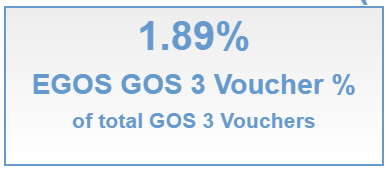 1.89%
EGOS GOS 3 Voucher %
of total GOS 3 Vouchers